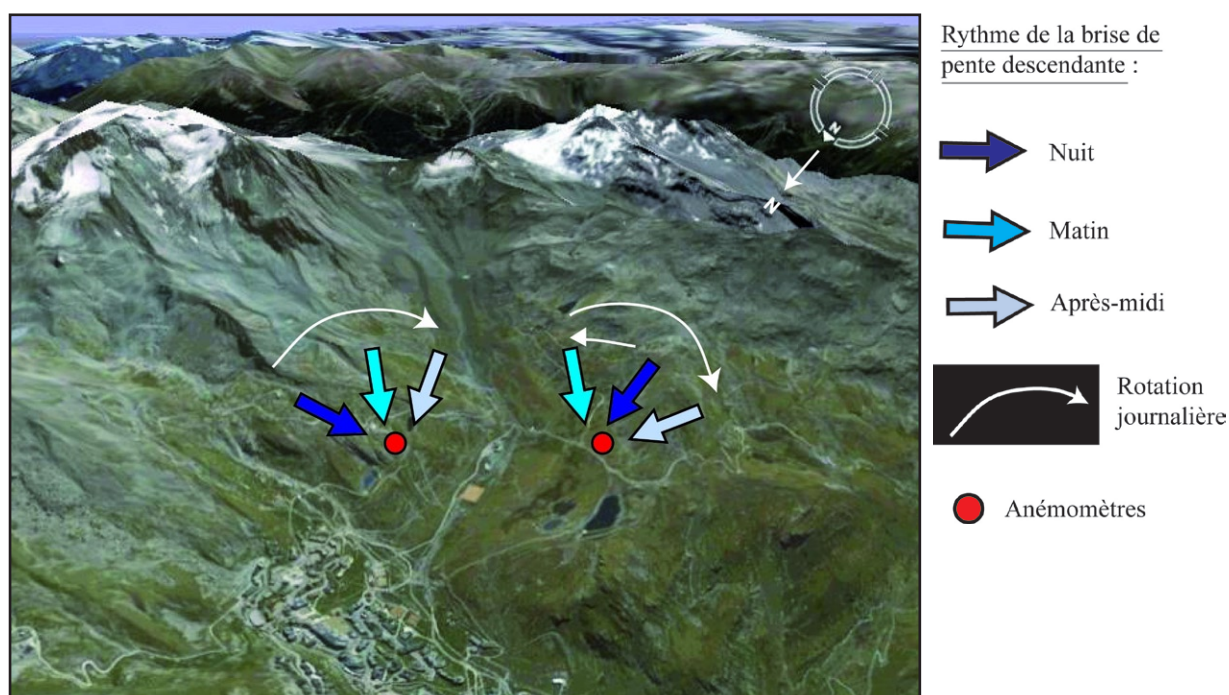 Rythme de la brise de
pente descendante :
Nuit
Matin
Après-midi
Rotation
journalière
Anémomètres
N
N